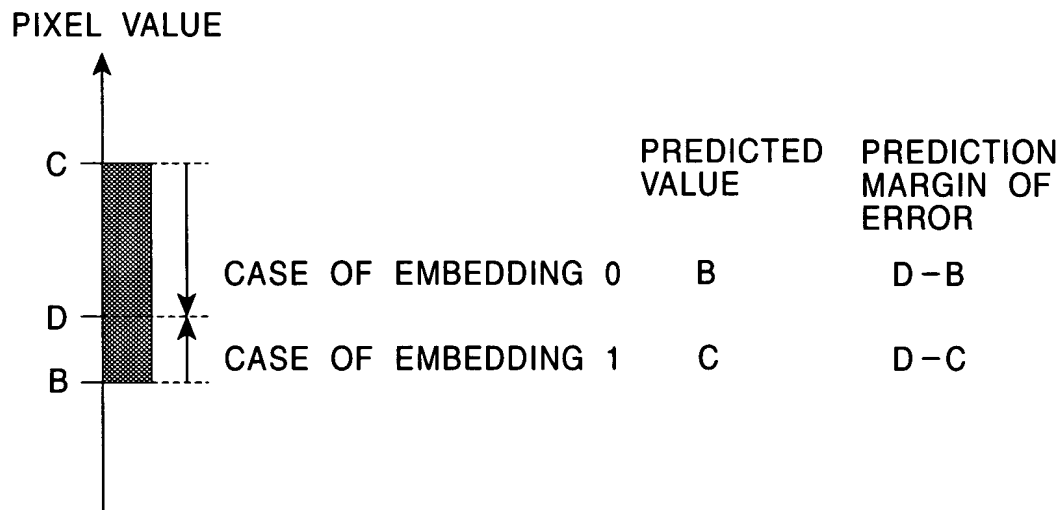 PIXEL VALUE
C
PREDICTED VALUE
PREDICTION MARGIN OF ERROR
CASE OF EMBEDDING 0 B D-B
D
CASE OF EMBEDDING 1 C D-C
B